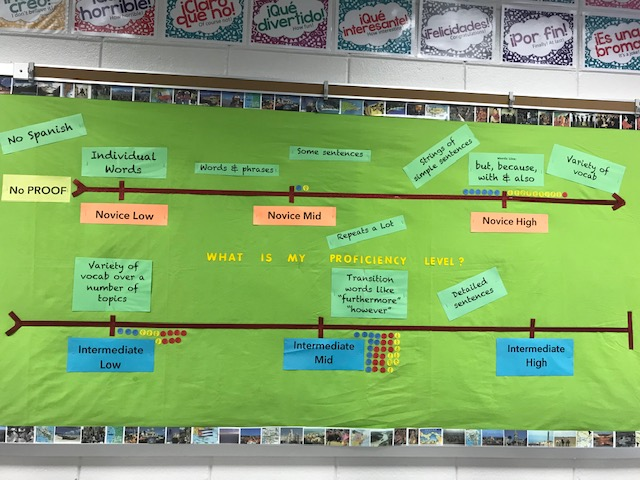 ¡Horrible!
¡Claro que no!
¡Qué divertido!
¡Qué interesante!
¡Felicidades!
¡Por fin!
¡Es una broma!
No Spanish
Individual
Words
Words & phrases
Some sentences
Strings of
simple sentences
but, because,
with & also
Variety of
vocab
No PROOF
Novice Low
Novice Mid
Novice High
Repeats a Lot
WHAT IS MY PROFICIENCY LEVEL?
Variety of
vocab over a
number of
topics
Transition
words like
"furthermore"
"however"
Detailed
sentences
Intermediate
Low
Intermediate
Mid
Intermediate
High